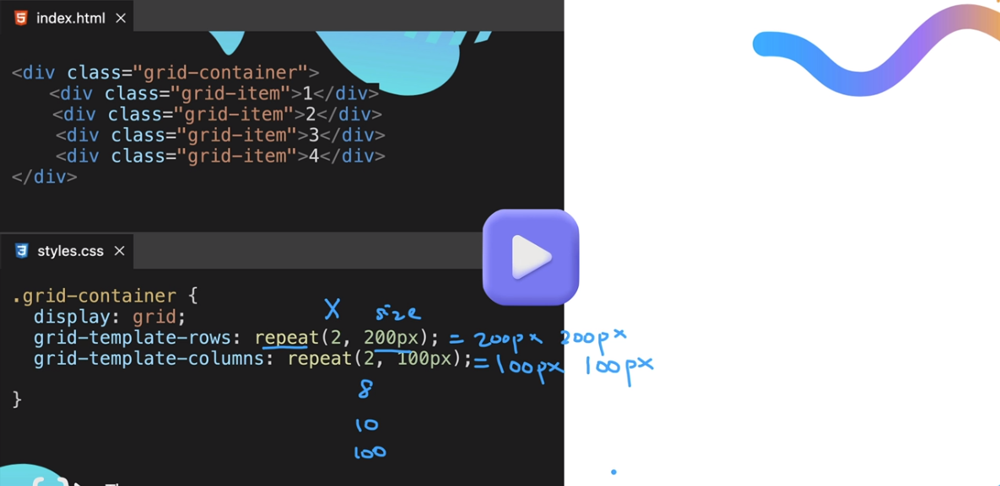 index.html ×
<div class="grid-container">
<div class="grid-item">1</div>
<div class="grid-item">2</div>
<div class="grid-item">3</div>
<div class="grid-item">4</div>
</div>
styles.css ×
.grid-container {
X size
display: grid;
grid-template-rows: repeat(2, 200px); = 200px 200px
grid-template-columns: repeat(2, 100px); = 100px 100px
8
}
10
100